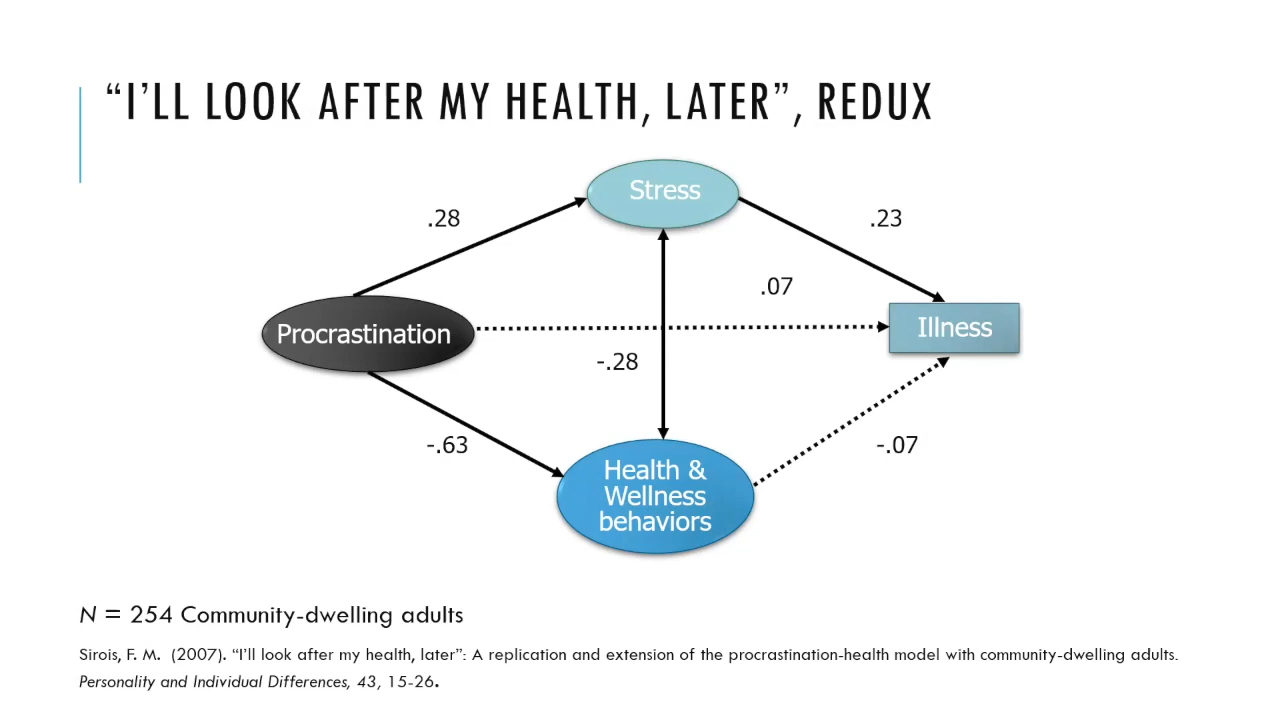 “I’LL LOOK AFTER MY HEALTH, LATER”, REDUX
Stress
.28
.23
.07
Procrastination
Illness
-.28
-.63
-.07
Health &
Wellness
behaviors
N = 254 Community-dwelling adults
Sirois, F. M. (2007). “I’ll look after my health, later”: A replication and extension of the procrastination-health model with community-dwelling adults.
Personality and Individual Differences, 43, 15-26.